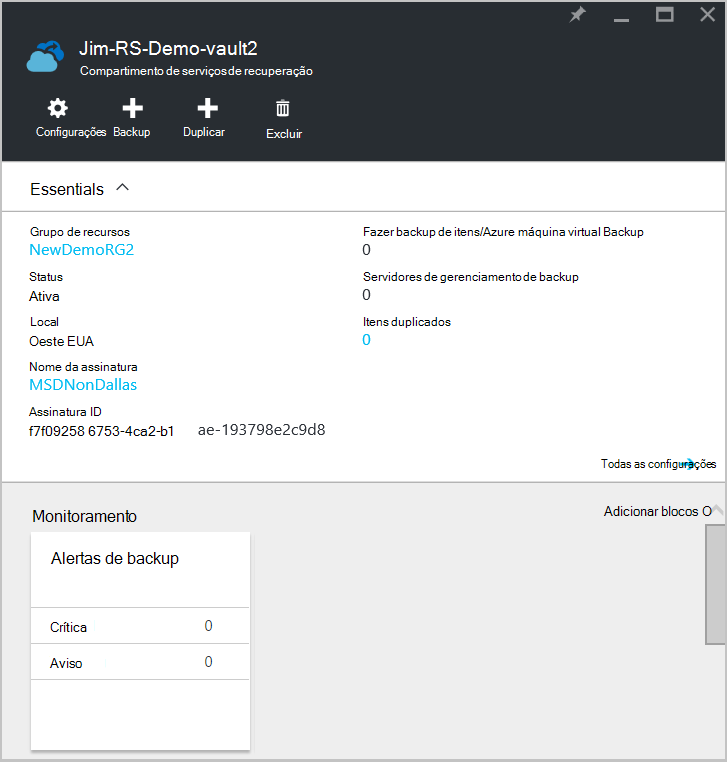 Jim-RS-Demo-vault2
Compartimento de serviços de recuperação
Configurações Backup Duplicar Excluir
Essentials
Grupo de recursos
NewDemoRG2
Status
Ativa
Local
Oeste EUA
Nome da assinatura
MSDNonDallas
Assinatura ID
f7f09258 6753-4ca2-b1 ae-193798e2c9d8
Fazer backup de itens/Azure máquina virtual Backup
0
Servidores de gerenciamento de backup
0
Itens duplicados
0
Todas as configurações
Monitoramento
Adicionar blocos O
Alertas de backup
Crítica 0
Aviso 0